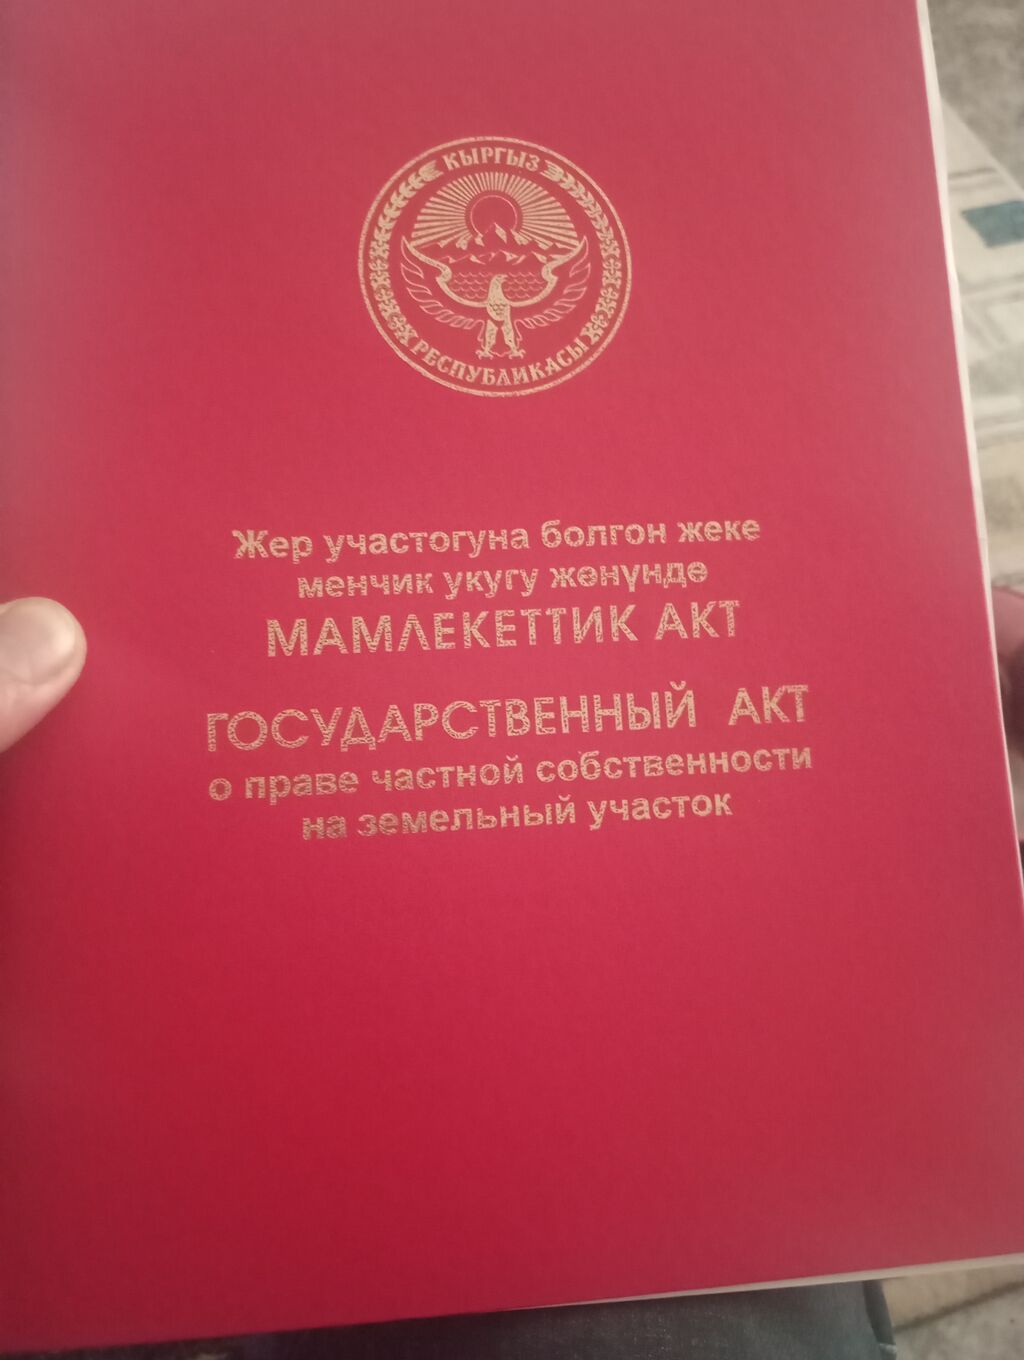 КЫРГЫЗ
РЕСПУБЛИКАСЫ
Жер участогуна болгон жеке
менчик укугу жөнүндө
МАМЛЕКЕТТИК АКТ
ГОСУДАРСТВЕННЫЙ АКТ
о праве частной собственности
на земельный участок